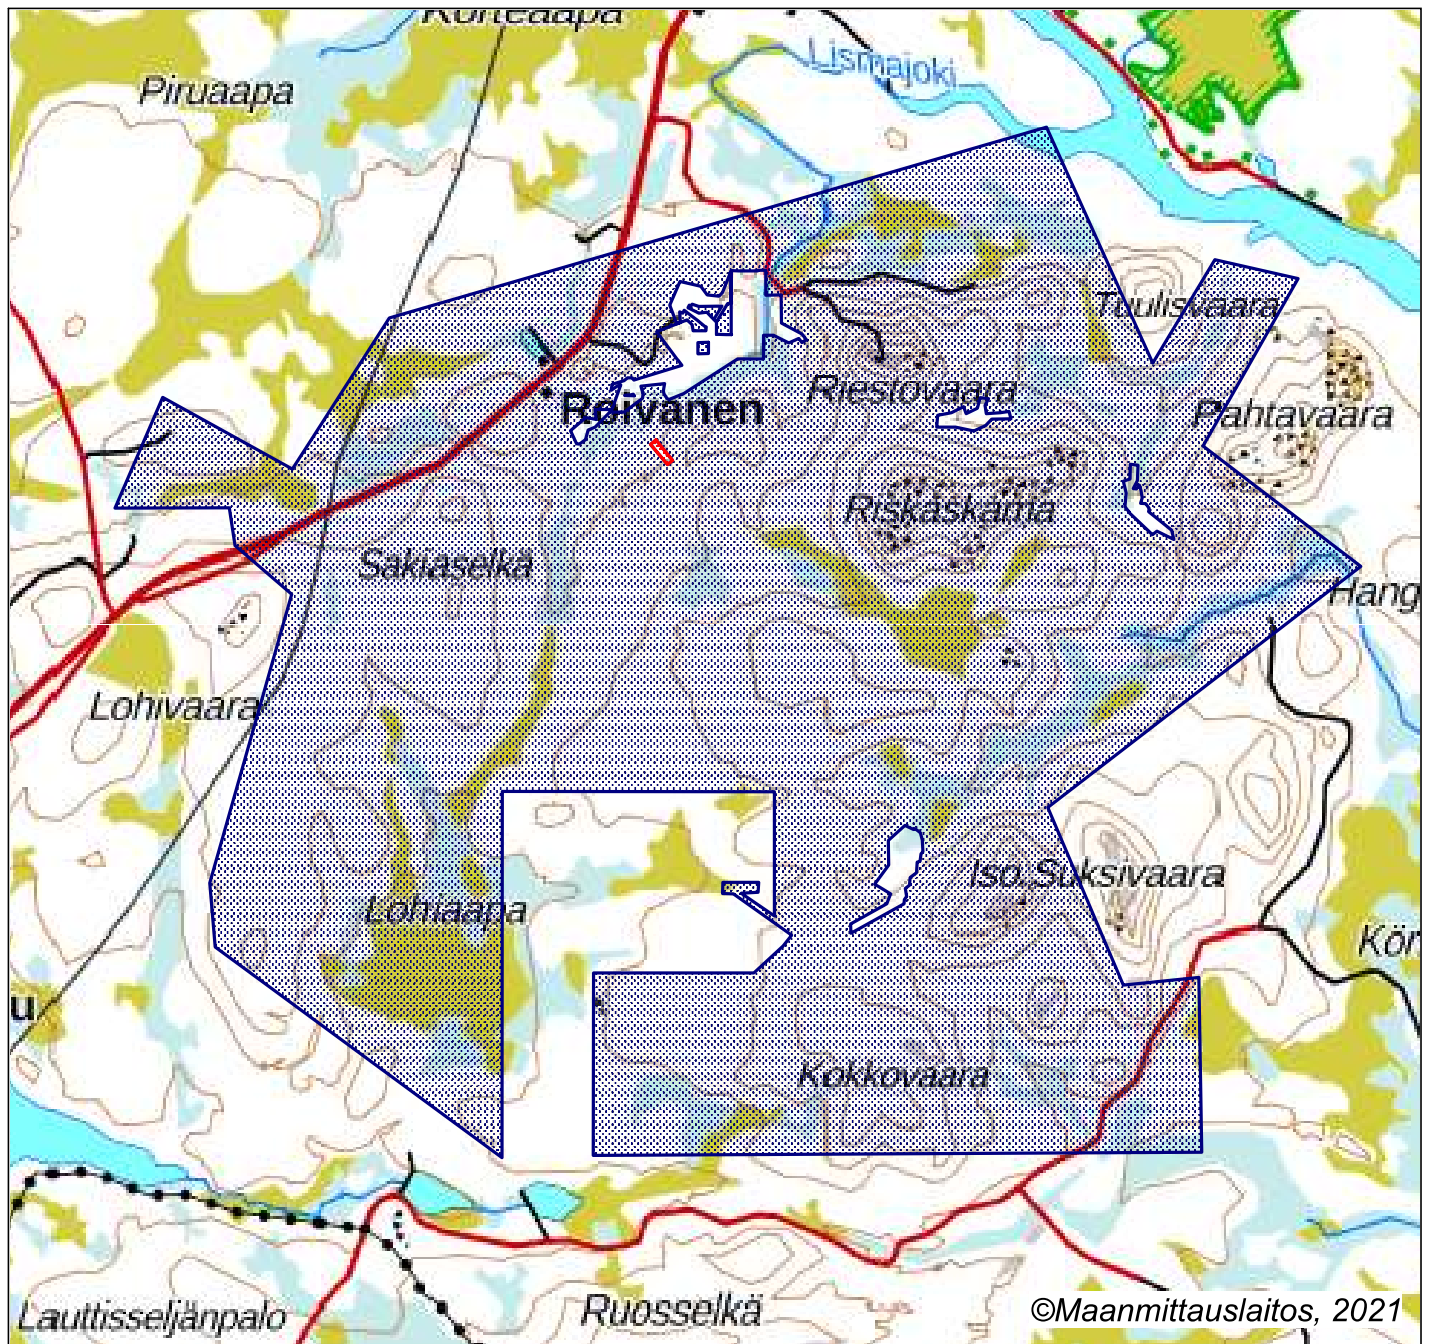 Korteaapa
Lismajoki
Piruaapa
Tuulisvaara
Riestovaara
Roivanen
Pahtavaara
Riskaskama
Sakiaselkä
Hang
Lohivaara
Iso Suksivaara
Lohiaapa
Kör
u
Kokkovaara
Lauttisseljänpalo
Ruosselkä
©Maanmittauslaitos, 2021